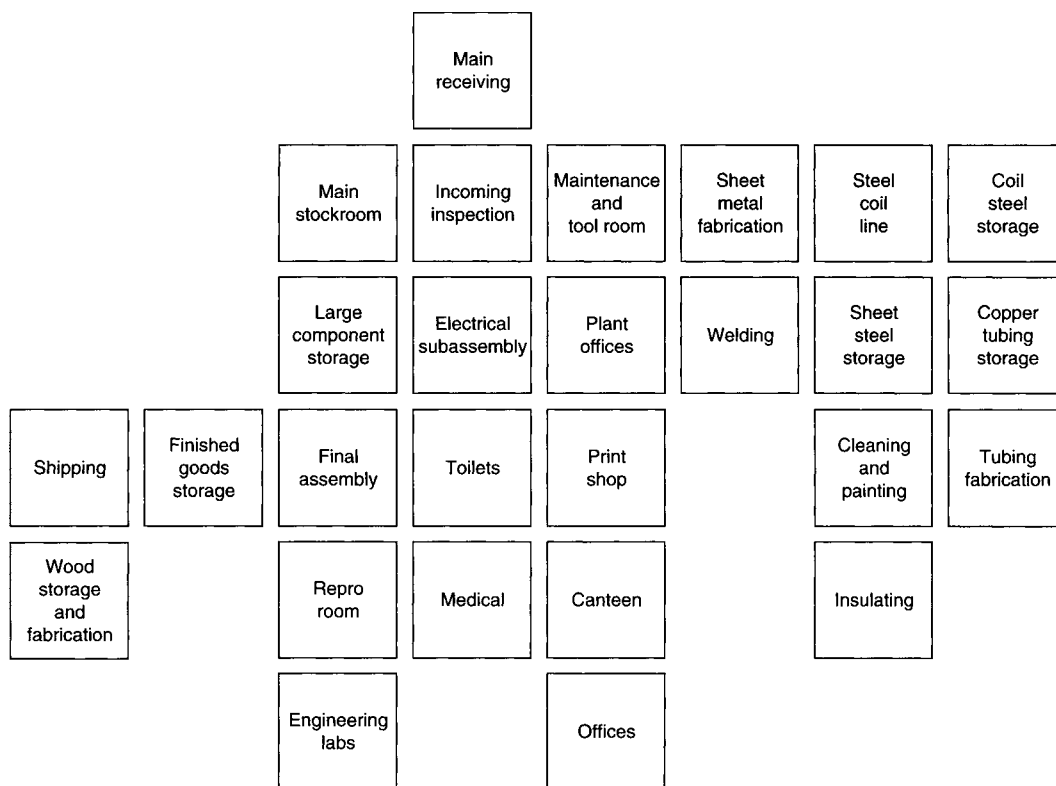 Main
receiving
Main
stockroom
Incoming
inspection
Maintenance
and
tool room
Sheet
metal
fabrication
Steel
coil
line
Coil
steel
storage
Large
component
storage
Electrical
subassembly
Plant
offices
Welding
Sheet
steel
storage
Copper
tubing
storage
Shipping
Finished
goods
storage
Final
assembly
Toilets
Print
shop
Cleaning
and
painting
Tubing
fabrication
Wood
storage
and
fabrication
Repro
room
Medical
Canteen
Insulating
Engineering
labs
Offices